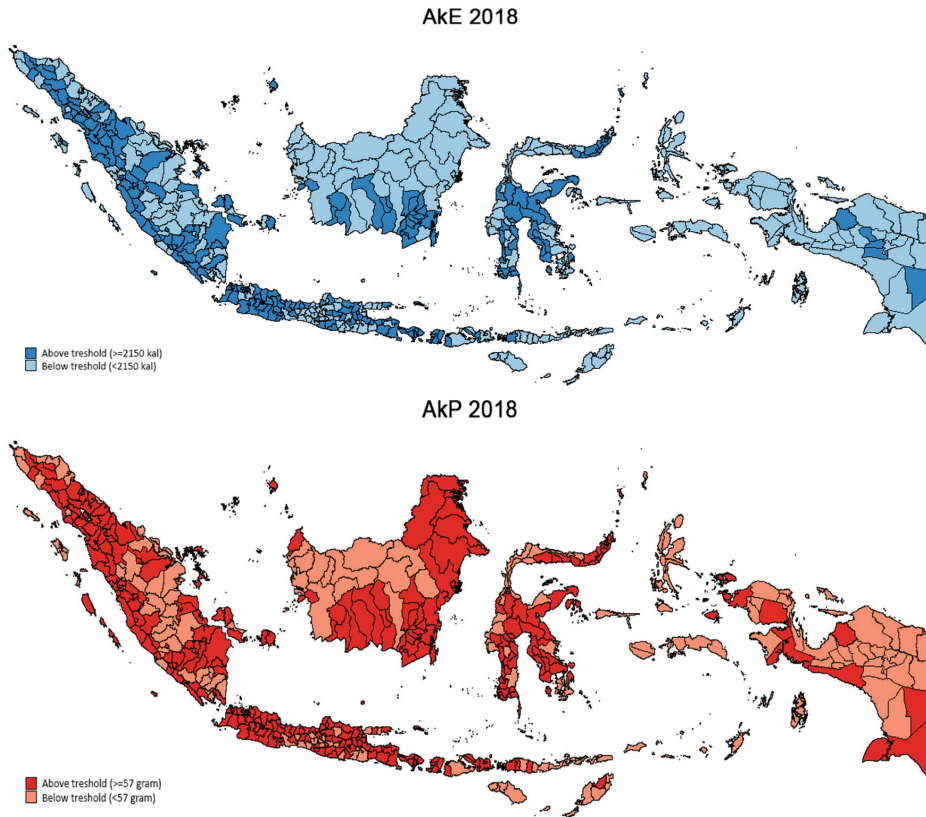 AkE 2018
Above treshold (>=2150 kal)
Below treshold (<2150 kal)
AkP 2018
Above treshold (>=57 gram)
Below treshold (<57 gram)